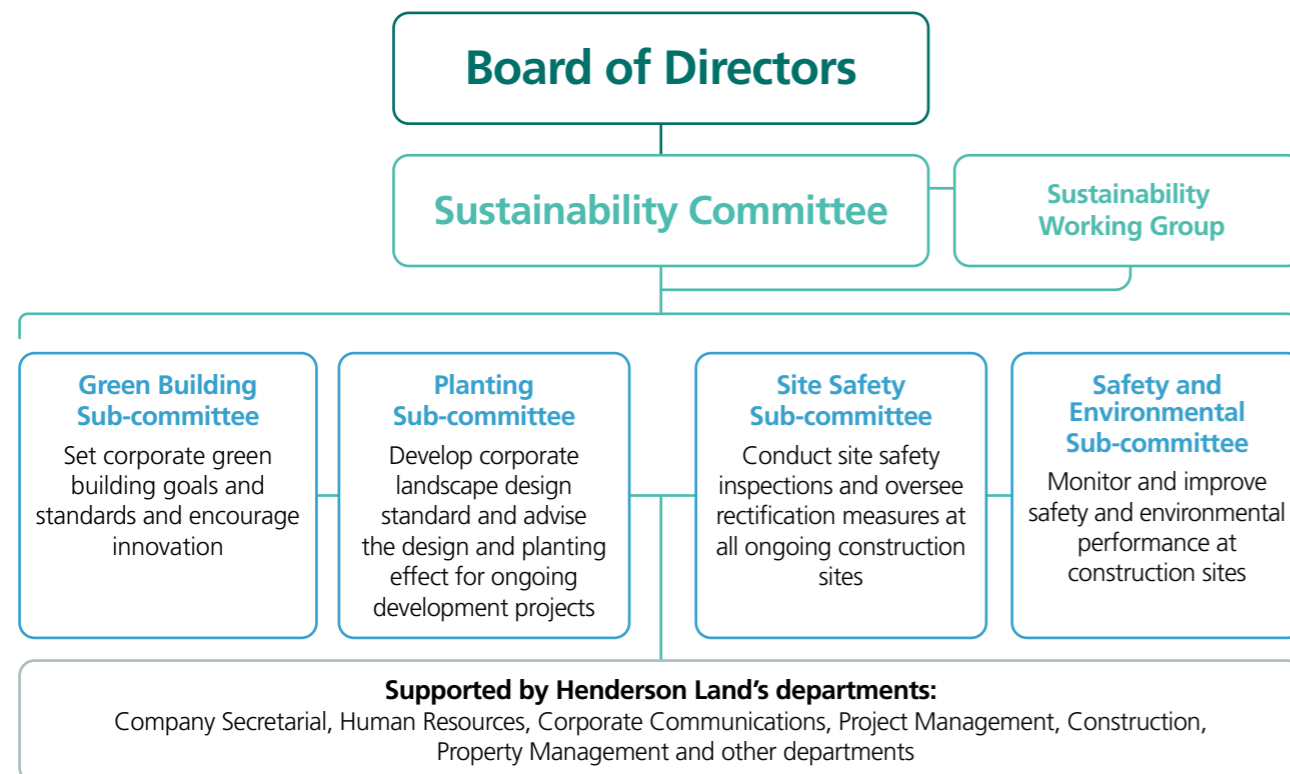 Board of Directors
Sustainability Committee
Sustainability
Working Group
Green Building
Sub-committee
Set corporate green
building goals and
standards and encourage
innovation
Planting
Sub-committee
Develop corporate
landscape design
standard and advise
the design and planting
effect for ongoing
development projects
Site Safety
Sub-committee
Conduct site safety
inspections and oversee
rectification measures at
all ongoing construction
sites
Safety and
Environmental
Sub-committee
Monitor and improve
safety and environmental
performance at
construction sites
Supported by Henderson Land’s departments:
Company Secretarial, Human Resources, Corporate Communications, Project Management, Construction,
Property Management and other departments